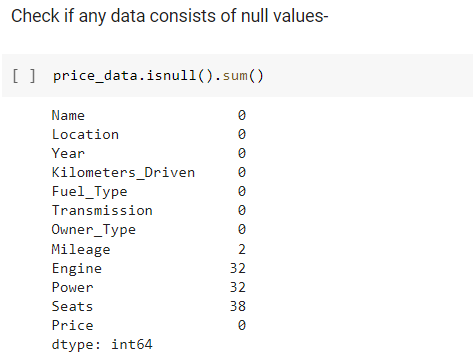 Check if any data consists of null values-
[ ] price_data.isnull().sum()
Name 0
Location 0
Year 0
Kilometers_Driven 0
Fuel_Type 0
Transmission 0
Owner_Type 0
Mileage 2
Engine 32
Power 32
Seats 38
Price 0
dtype: int64